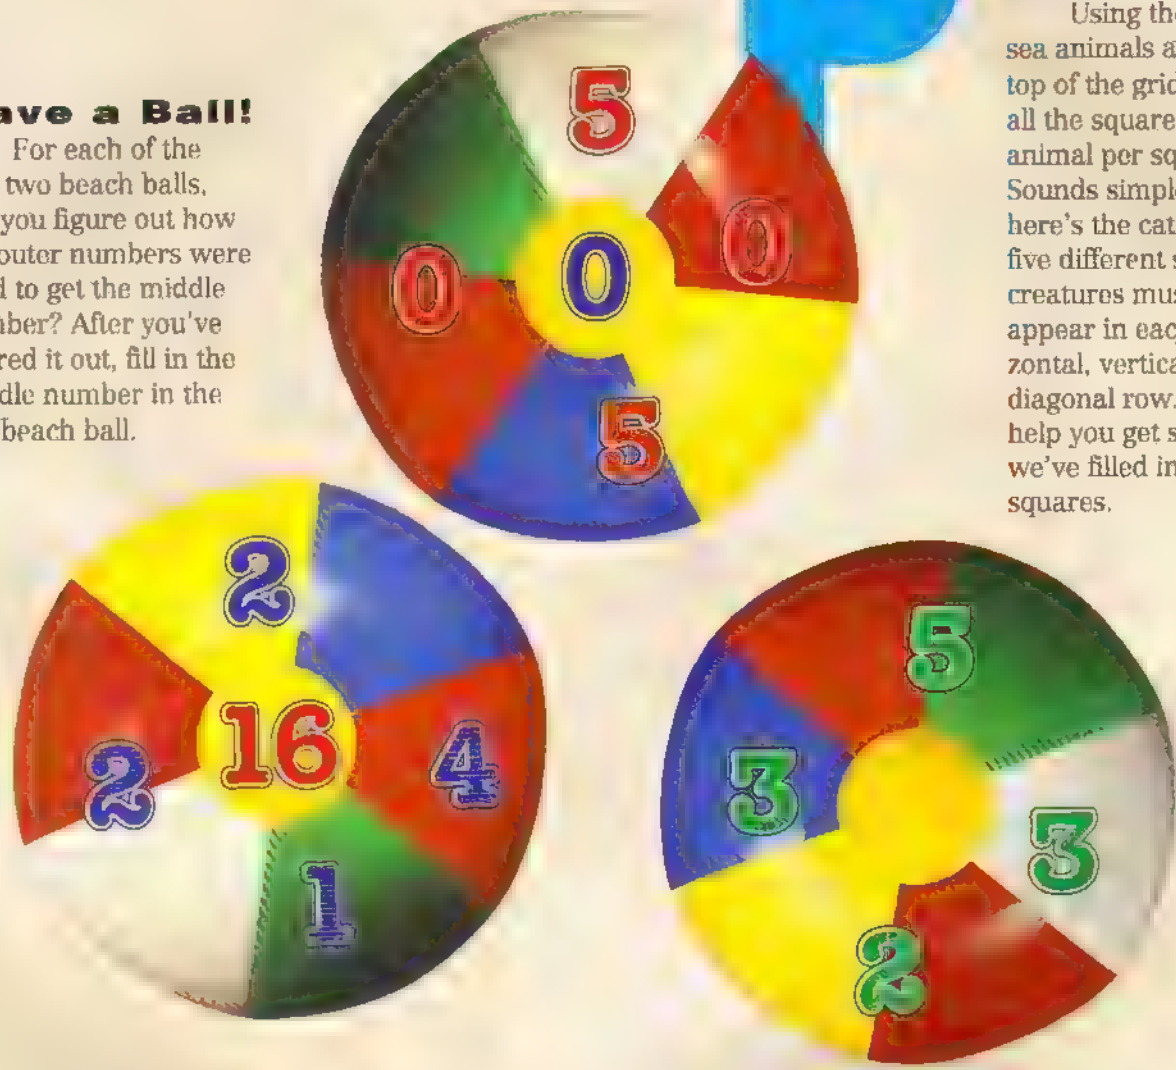 ave a Ball!
For each of the
two beach balls,
you figure out how
outer numbers were
d to get the middle
ber? After you've
red it out, fill in the
dle number in the
beach ball.
5
0
0
0
5
2
2
16
4
1
5
3
3
2
Using th
sea animals a
top of the grid
all the square
animal per sq
Sounds simpl
here's the cat
five different s
creatures mus
appear in eac
zontal, vertica
diagonal row.
help you get s
we've filled in
squares.